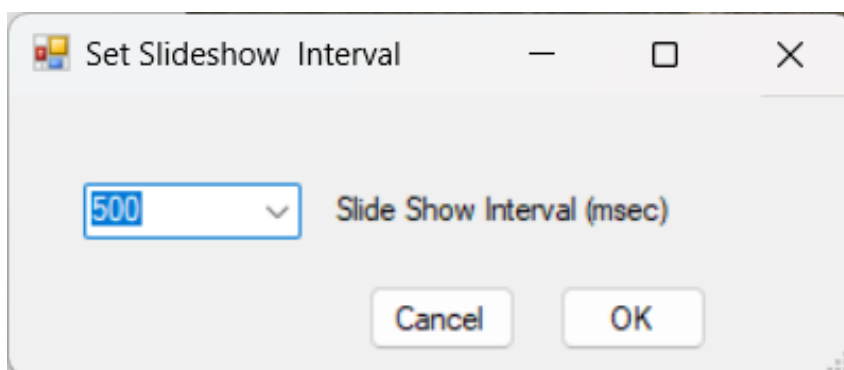 Set Slideshow  Interval
500
Slide Show Interval (msec)
Cancel
OK